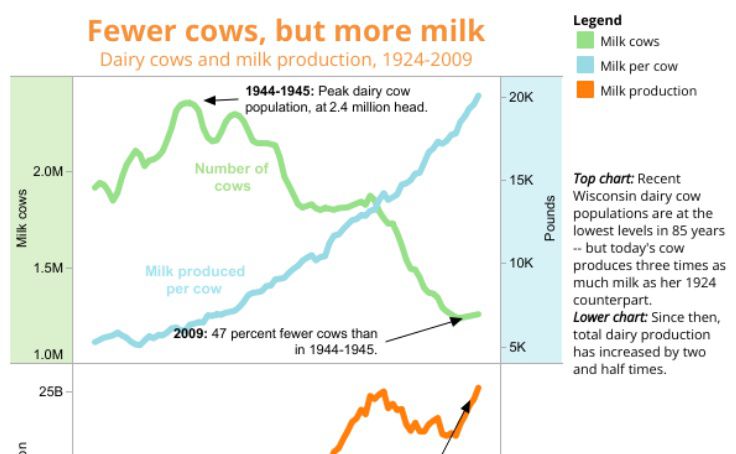 Fewer cows, but more milk
Dairy cows and milk production, 1924-2009
Legend
Milk cows
Milk per cow
Milk production
1944-1945: Peak dairy cow
population, at 2.4 million head.
20K
2.0M
Number of
cows
15K
Milk cows
Pounds
Top chart: Recent
Wisconsin dairy cow
populations are at the
lowest levels in 85 years
-- but today's cow
produces three times as
much milk as her 1924
counterpart.
Lower chart: Since then,
total dairy production
has increased by two
and half times.
1.5M
10K
Milk produced
per cow
2009: 47 percent fewer cows than
in 1944-1945.
1.0M
5K
25B
on